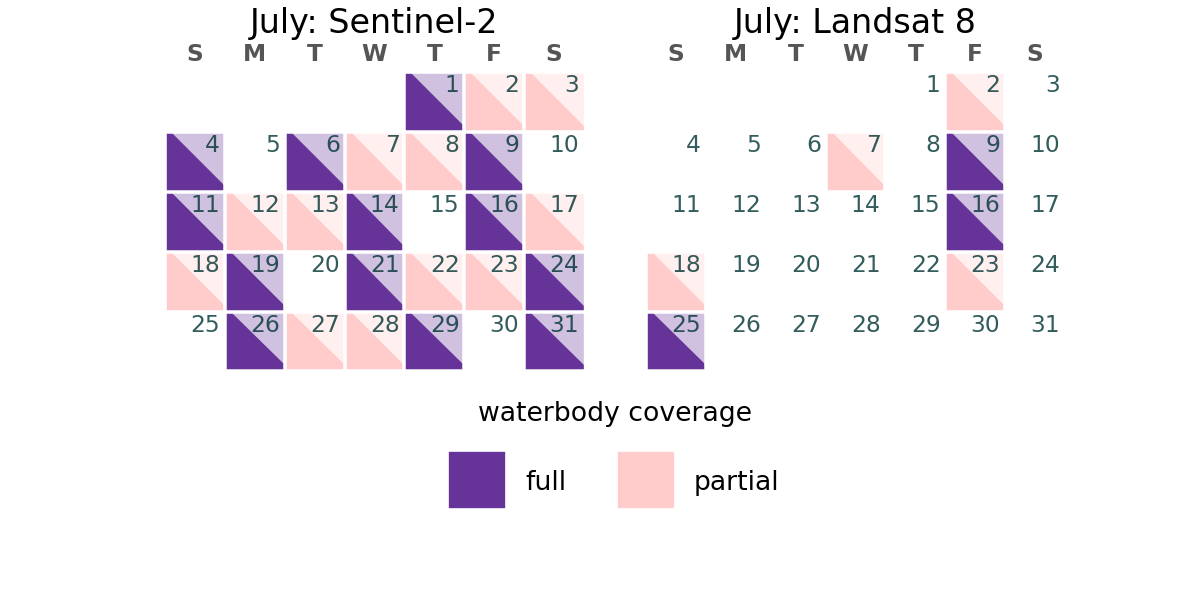 July: Sentinel-2
S M T W T F S
1 2 3
4 5 6 7 8 9 10
11 12 13 14 15 16 17
18 19 20 21 22 23 24
25 26 27 28 29 30 31
July: Landsat 8
S M T W T F S
1 2 3
4 5 6 7 8 9 10
11 12 13 14 15 16 17
18 19 20 21 22 23 24
25 26 27 28 29 30 31
waterbody coverage
full partial